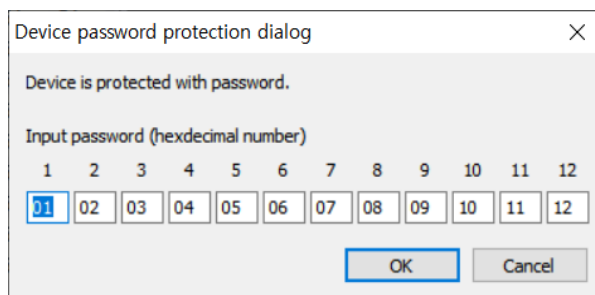 Device password protection dialog
Device is protected with password.
Input password (hexdecimal number)
1 2 3 4 5 6 7 8 9 10 11 12
01 02 03 04 05 06 07 08 09 10 11 12
OK Cancel